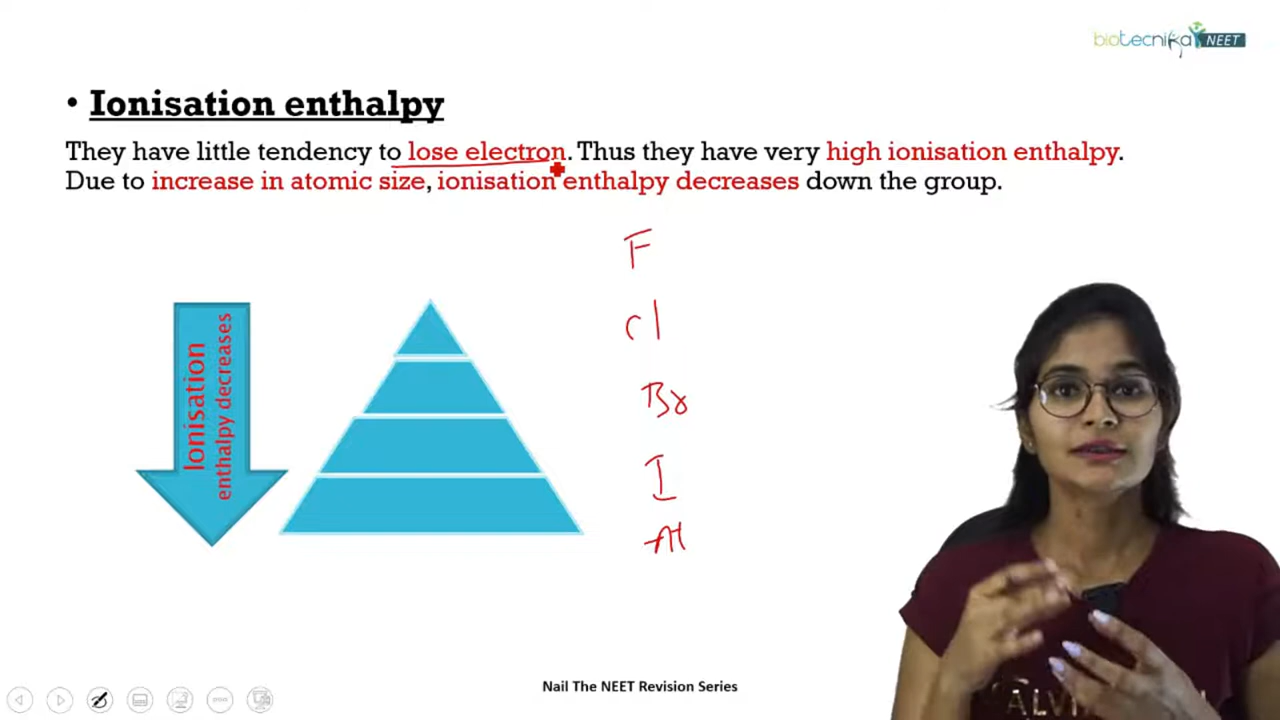 biotecnika NEET
• Ionisation enthalpy
They have little tendency to lose electron. Thus they have very high ionisation enthalpy.
Due to increase in atomic size, ionisation enthalpy decreases down the group.
Ionisation
enthalpy decreases
F
Cl
Br
I
At
Nail The NEET Revision Series